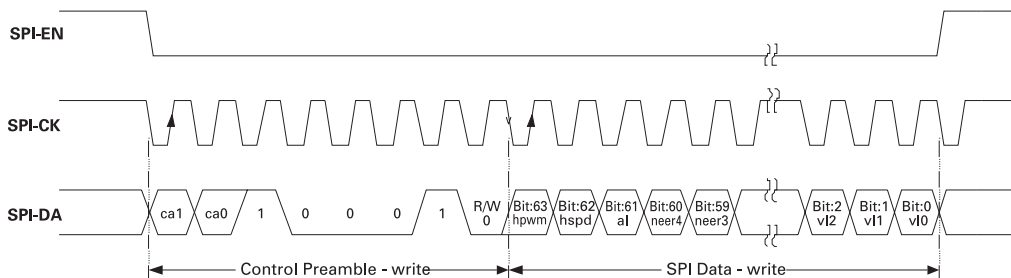 SPI-EN
SPI-CK
v
SPI-DA
ca1 ca0 1 0 0 0 1 R/W 0
Bit:63 hpwm
Bit:62 hspd
Bit:61 al
Bit:60 neer4
Bit:59 neer3
Bit:2 vl2
Bit:1 vl1
Bit:0 vl0
Control Preamble - write
SPI Data - write